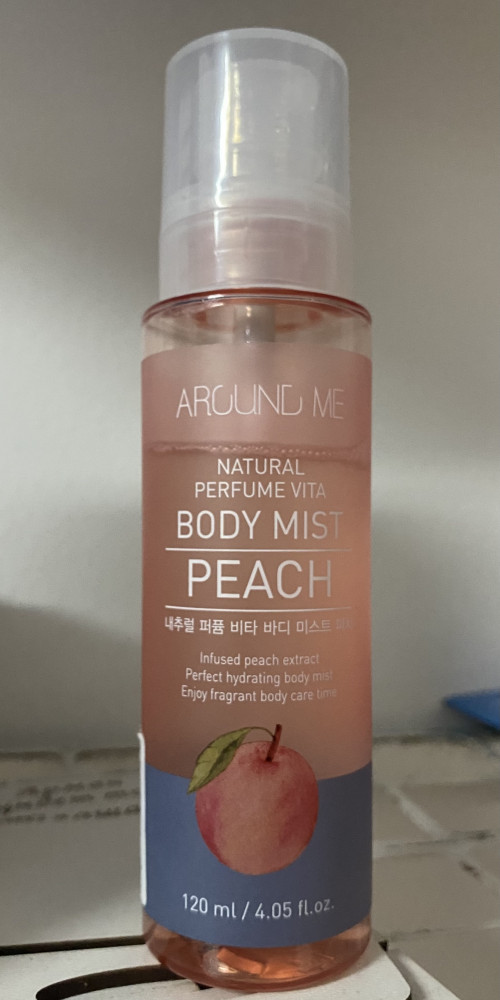 AROUND ME
NATURAL
PERFUME VITA
BODY MIST
PEACH
내추럴 퍼퓸 비타 바디 미스트
Infused peach extract
Perfect hydrating body mist
Enjoy fragrant body care time
120 ml / 4.05 fl.oz.